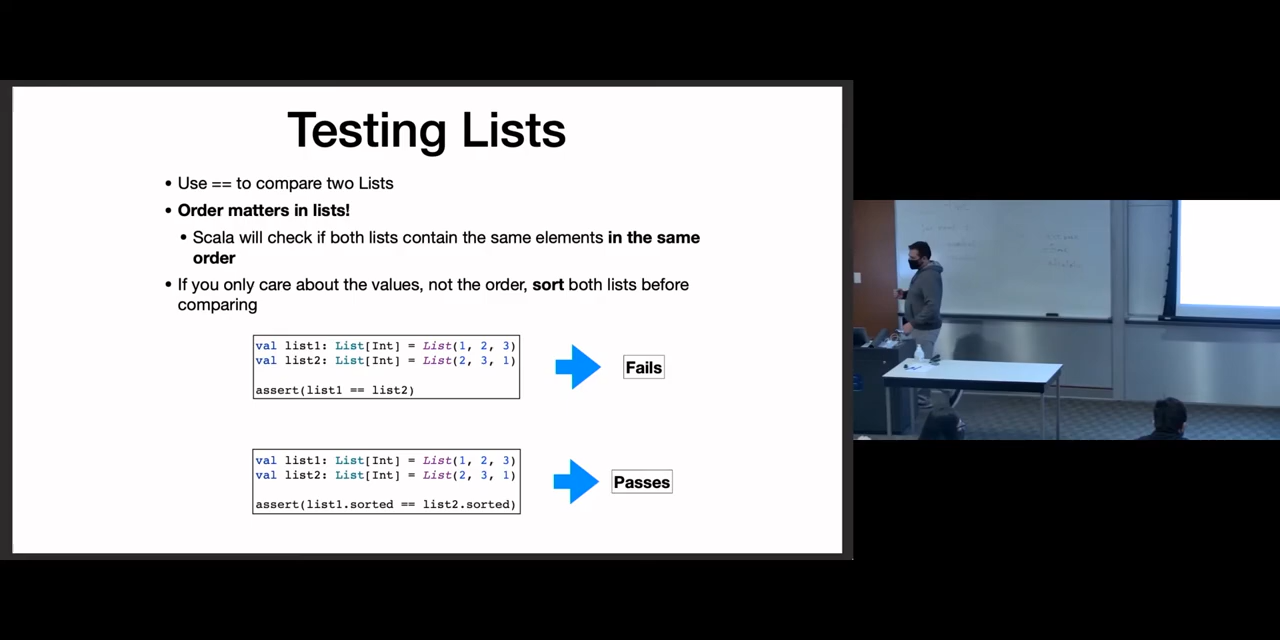 Testing Lists
• Use == to compare two Lists
• Order matters in lists!
• Scala will check if both lists contain the same elements in the same
order
• If you only care about the values, not the order, sort both lists before
comparing
val list1: List[Int] = List(1, 2, 3)
val list2: List[Int] = List(2, 3, 1)
assert(list1 == list2)
Fails
val list1: List[Int] = List(1, 2, 3)
val list2: List[Int] = List(2, 3, 1)
assert(list1.sorted == list2.sorted)
Passes